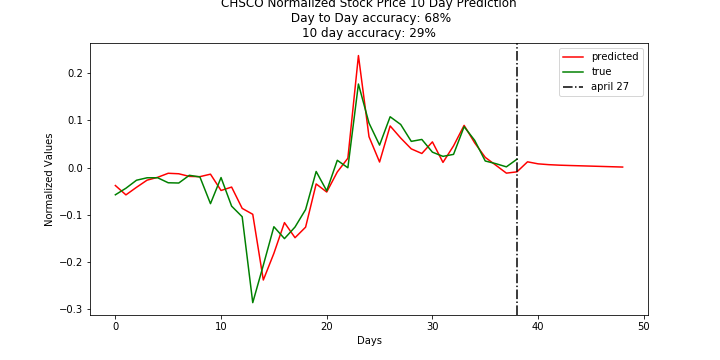 CHSCO Normalized Stock Price 10 Day Prediction
Day to Day accuracy: 68%
10 day accuracy: 29%
predicted
true
april 27
0.2
0.1
0.0
−0.1
−0.2
−0.3
Normalized Values
0 10 20 30 40 50
Days